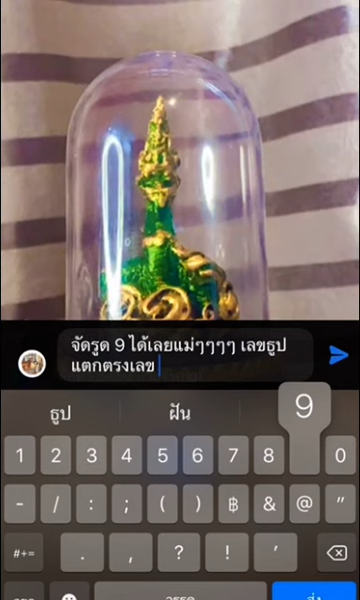 จัดรูด 9 ได้เลยแม่ๆๆๆๆ เลขธูป
แตกตรงเลข
ธูป ฝัน
9
1 2 3 4 5 6 7 8 0
- / : ; ( ) ฿ & @ "
#+= . , ? ! ′